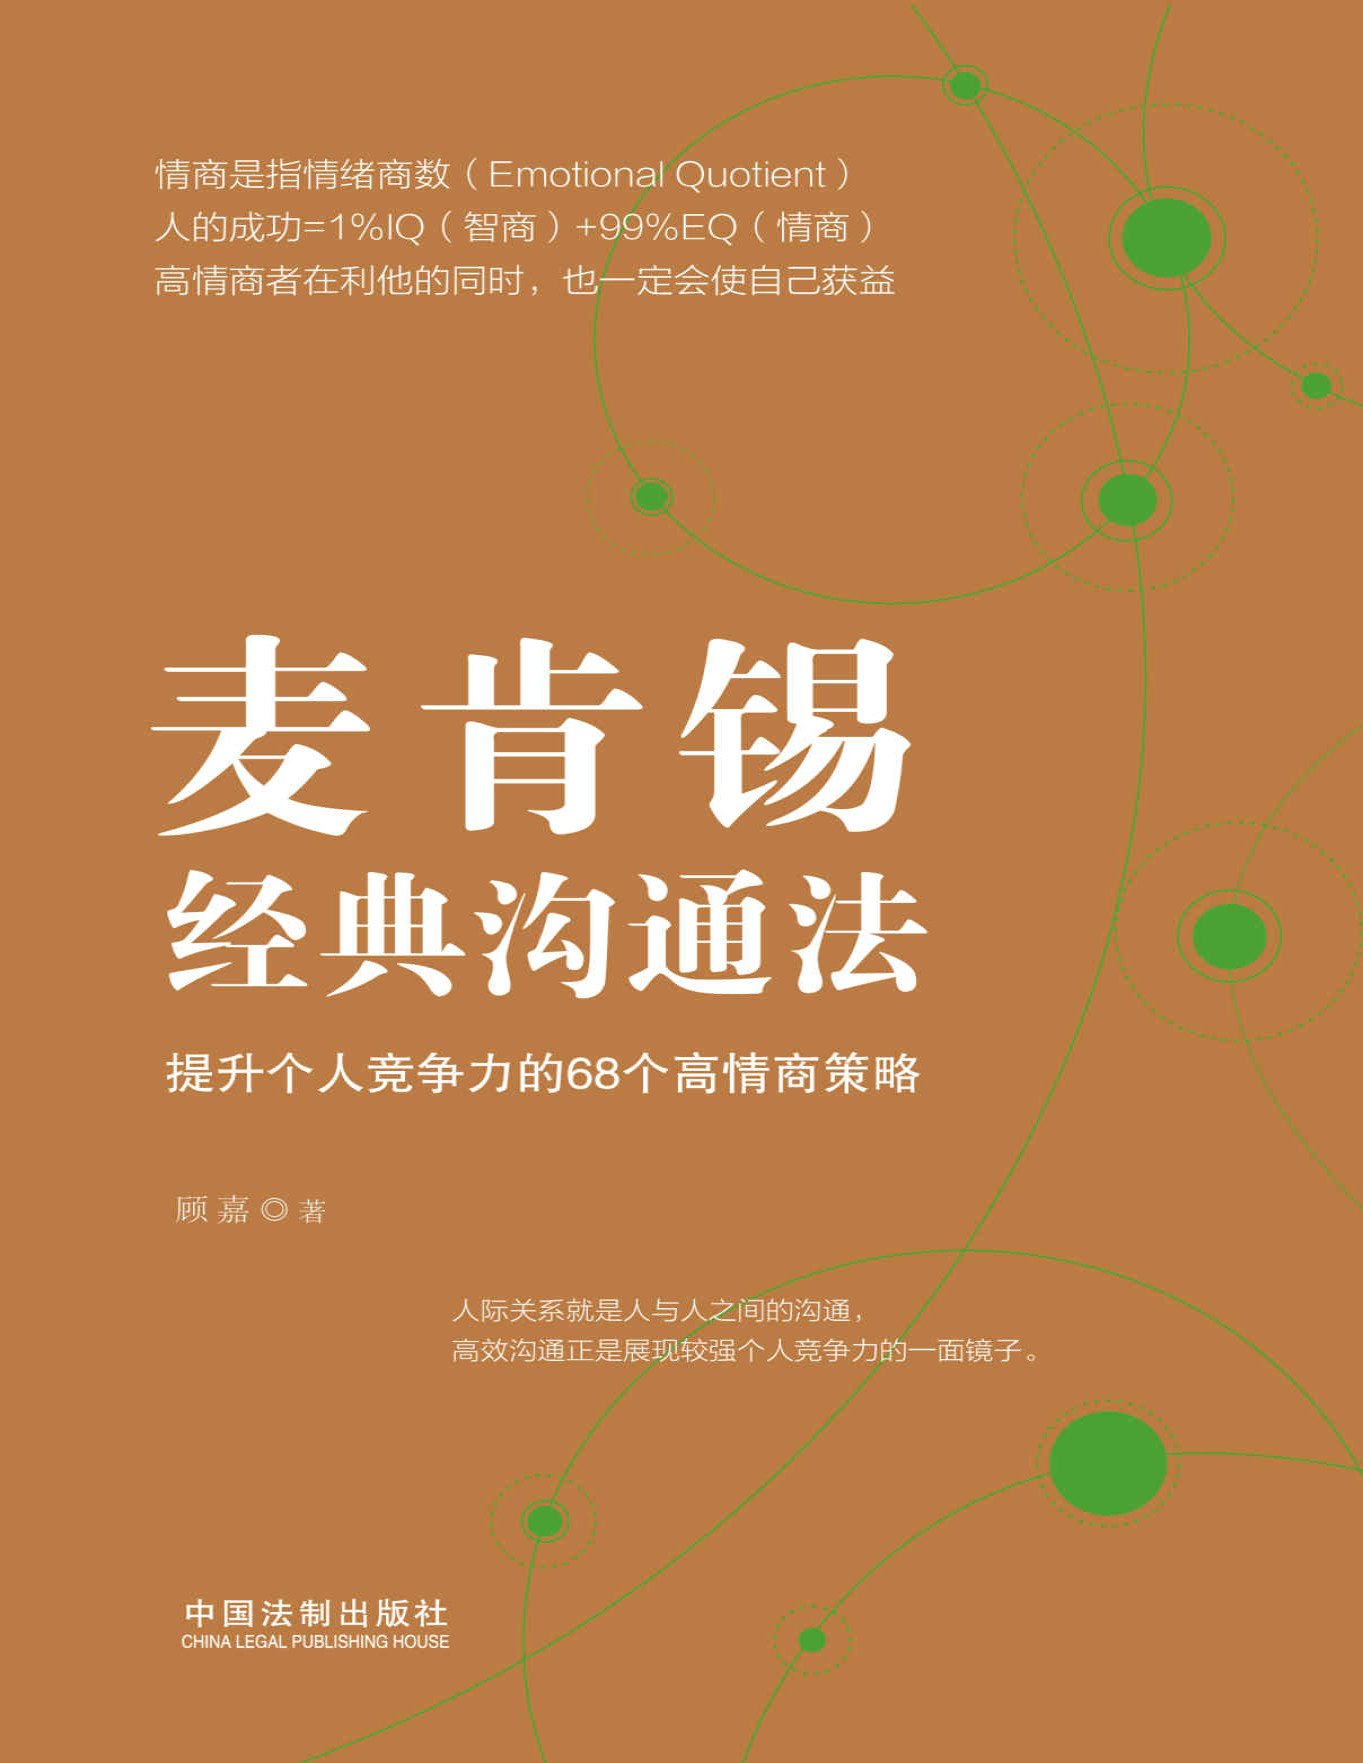 情商是指情绪商数（Emotional Quotient）
人的成功=1%IQ（智商）+99%EQ（情商）
高情商者在利他的同时，也一定会使自己获益
麦肯锡
经典沟通法
提升个人竞争力的68个高情商策略
顾嘉◎著
人际关系就是人与人之间的沟通，
高效沟通正是展现较强个人竞争力的一面镜子。
中国法制出版社
CHINA LEGAL PUBLISHING HOUSE